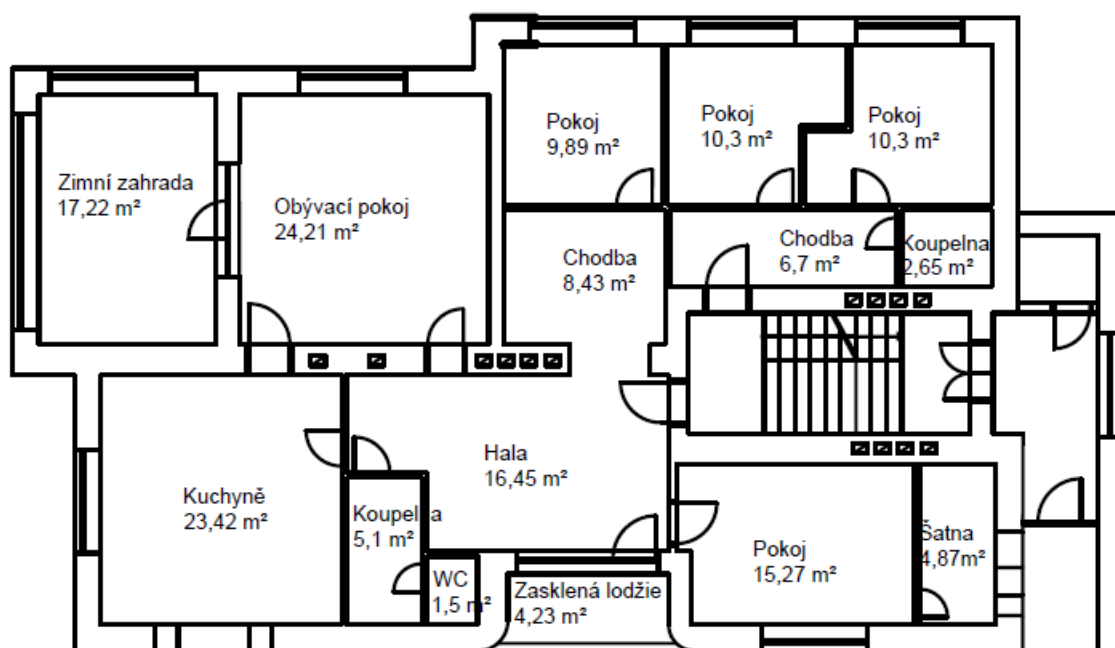 Pokoj
9,89 m²
Pokoj
10,3 m²
Pokoj
10,3 m²
Zimní zahrada
17,22 m²
Obývací pokoj
24,21 m²
Chodba
8,43 m²
Chodba
6,7 m²
Koupelna
2,65 m²
Kuchyně
23,42 m²
Koupelna
5,1 m²
Hala
16,45 m²
WC
1,5 m²
Zasklená lodžie
4,23 m²
Pokoj
15,27 m²
Šatna
4,87m²